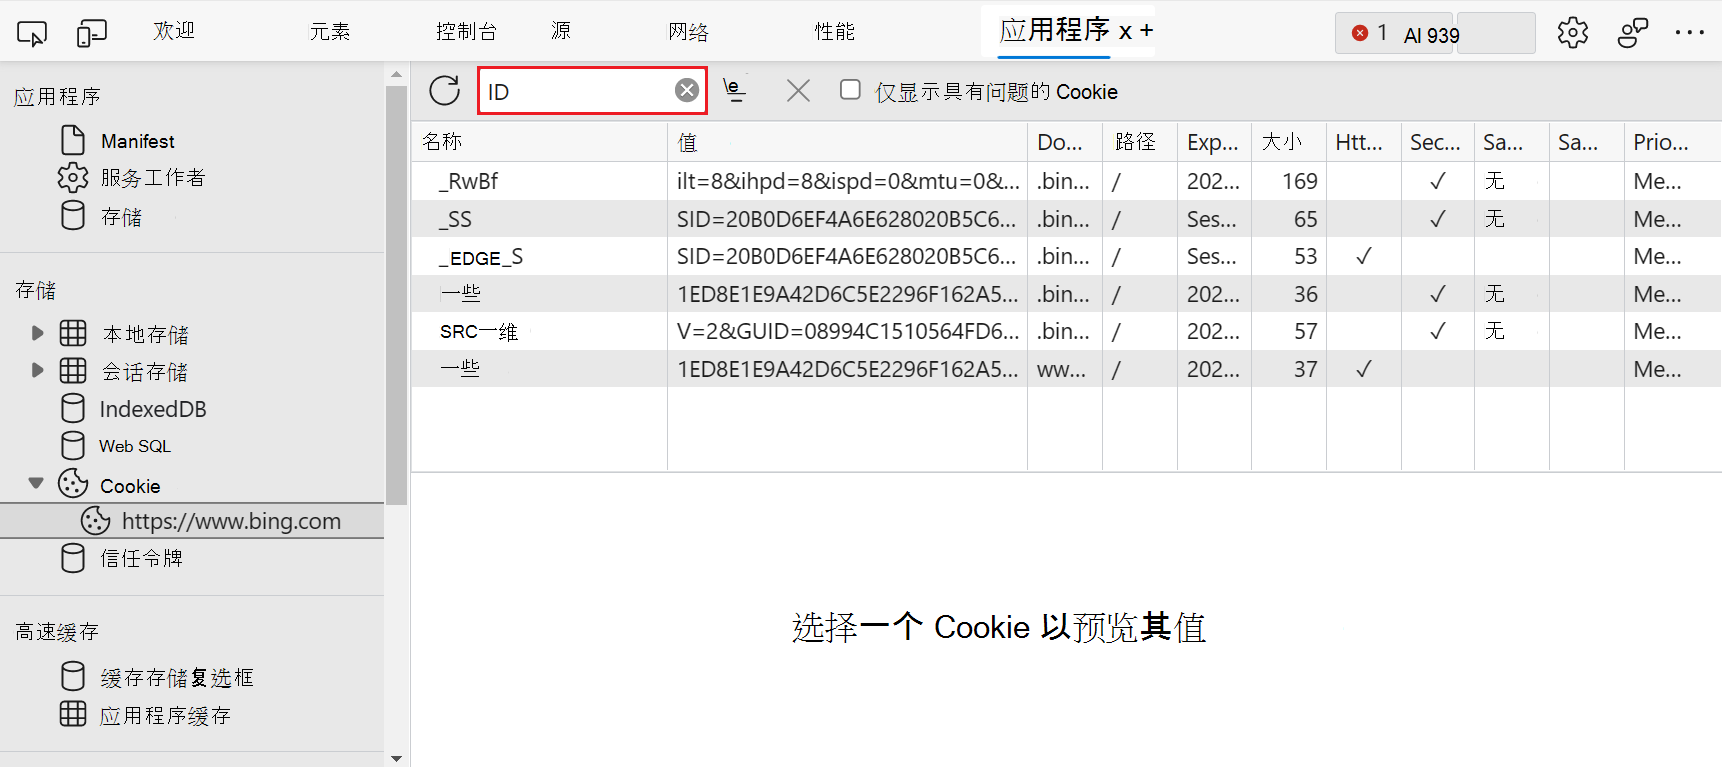 欢迎 元素 控制台 源 网络 性能 应用程序 x + 1 AI 939
应用程序
Manifest
服务工作者
存储
存储
本地存储
会话存储
IndexedDB
Web SQL
Cookie
https://www.bing.com
信任令牌
高速缓存
缓存存储复选框
应用程序缓存
ID \e 仅显示具有问题的 Cookie
名称 值 Do... 路径 Exp... 大小 Htt... Sec... Sa... Sa... Prio...
_RwBf ilt=8&ihpd=8&ispd=0&mtu=0&... .bin... / 202... 169 ✓ 无 Me...
_SS SID=20B0D6EF4A6E628020B5C6... .bin... / Ses... 65 ✓ 无 Me...
_EDGE_S SID=20B0D6EF4A6E628020B5C6... .bin... / Ses... 53 ✓ Me...
一些 1ED8E1E9A42D6C5E2296F162A5... .bin... / 202... 36 ✓ 无 Me...
SRC一维 V=2&GUID=08994C1510564FD6... .bin... / 202... 57 ✓ 无 Me...
一些 1ED8E1E9A42D6C5E2296F162A5... ww... / 202... 37 ✓ Me...
选择一个 Cookie 以预览其值